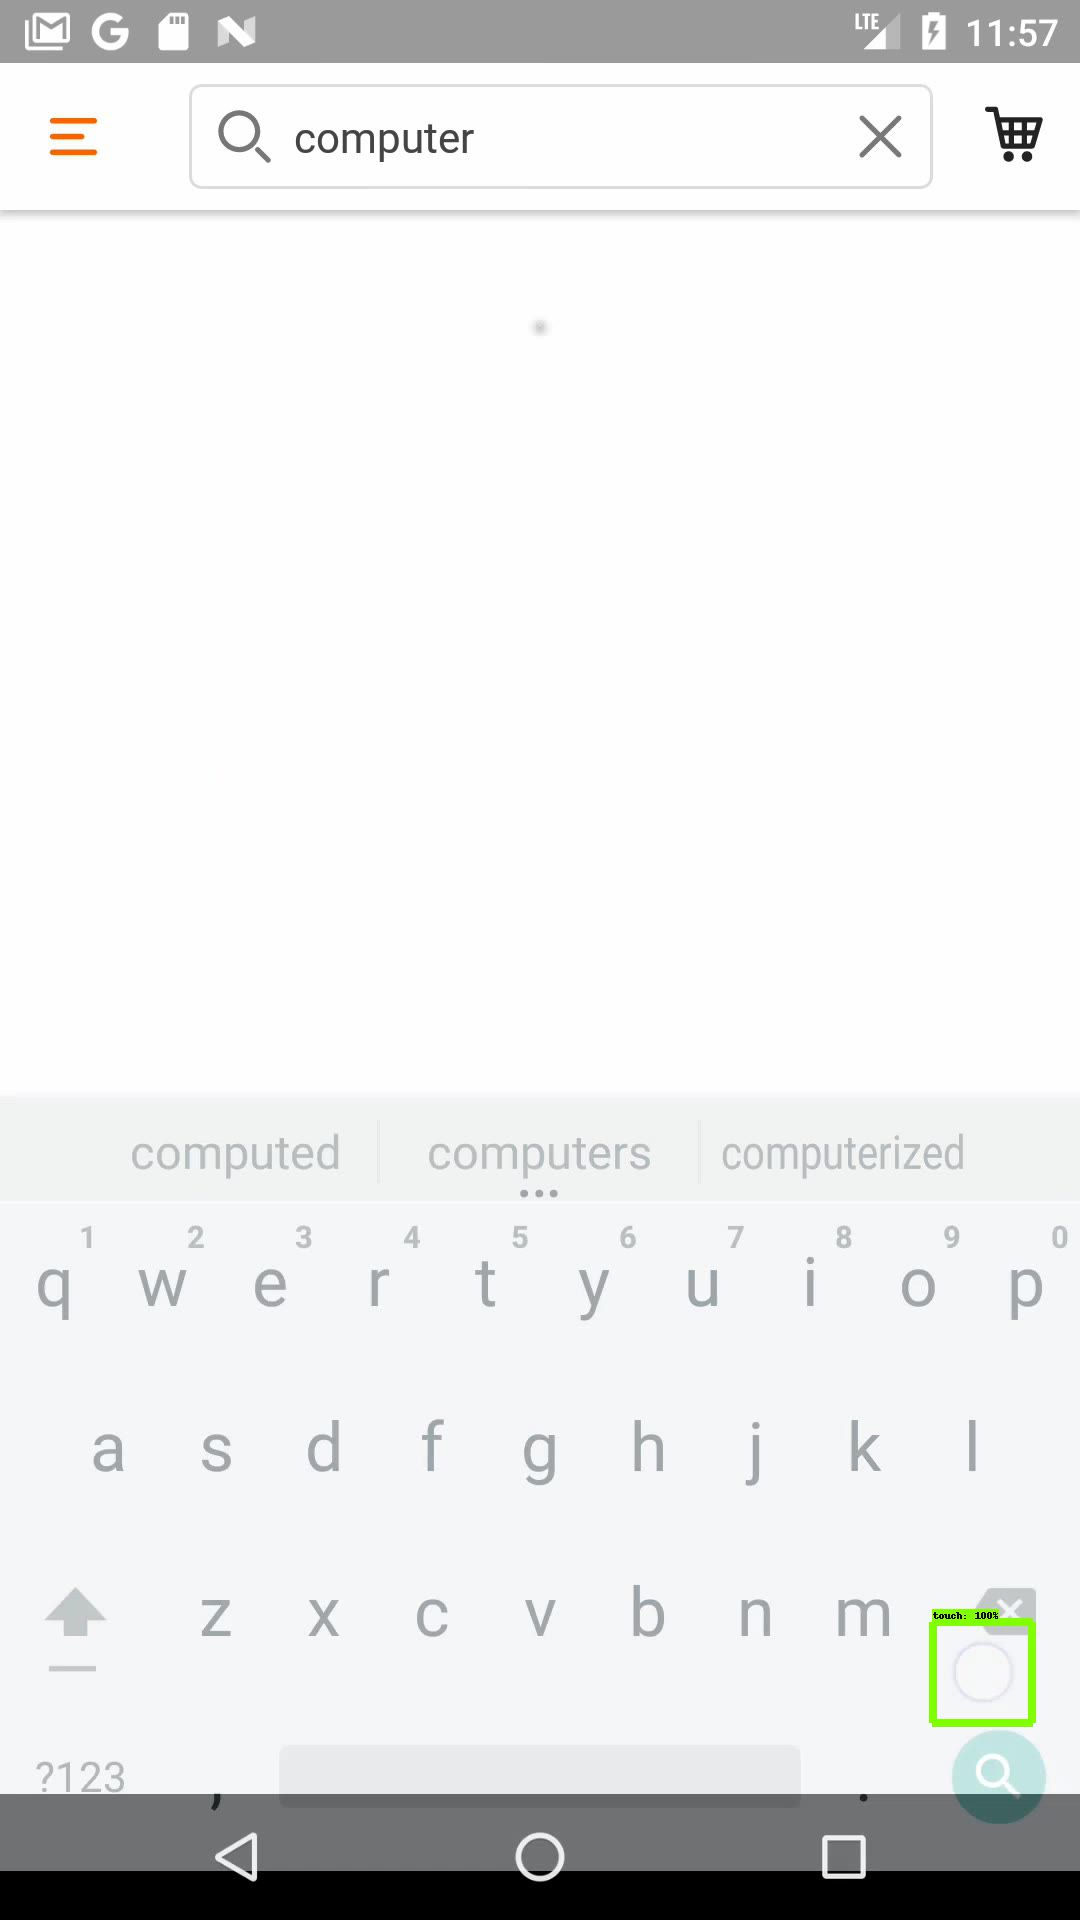 LTE 11:57
computer
computed computers computerized
1 2 3 4 5 6 7 8 9 0
q w e r t y u i o p
a s d f g h j k l
z x c v b n m
touch: 100%
?123 , .